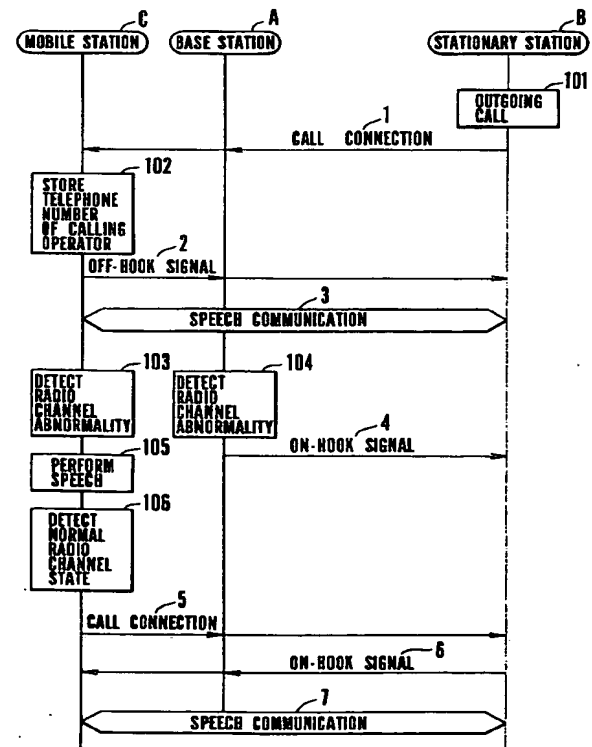 C
A
B
MOBILE STATION
BASE STATION
STATIONARY STATION
101
OUTGOING
CALL
1
CALL CONNECTION
102
STORE
TELEPHONE
NUMBER
OF CALLING
OPERATOR
2
OFF-HOOK SIGNAL
3
SPEECH COMMUNICATION
103
DETECT
RADIO
CHANNEL
ABNORMALITY
104
DETECT
RADIO
CHANNEL
ABNORMALITY
4
ON-HOOK SIGNAL
105
PERFORM
SPEECH
106
DETECT
NORMAL
RADIO
CHANNEL
STATE
5
CALL CONNECTION
6
ON-HOOK SIGNAL
7
SPEECH COMMUNICATION